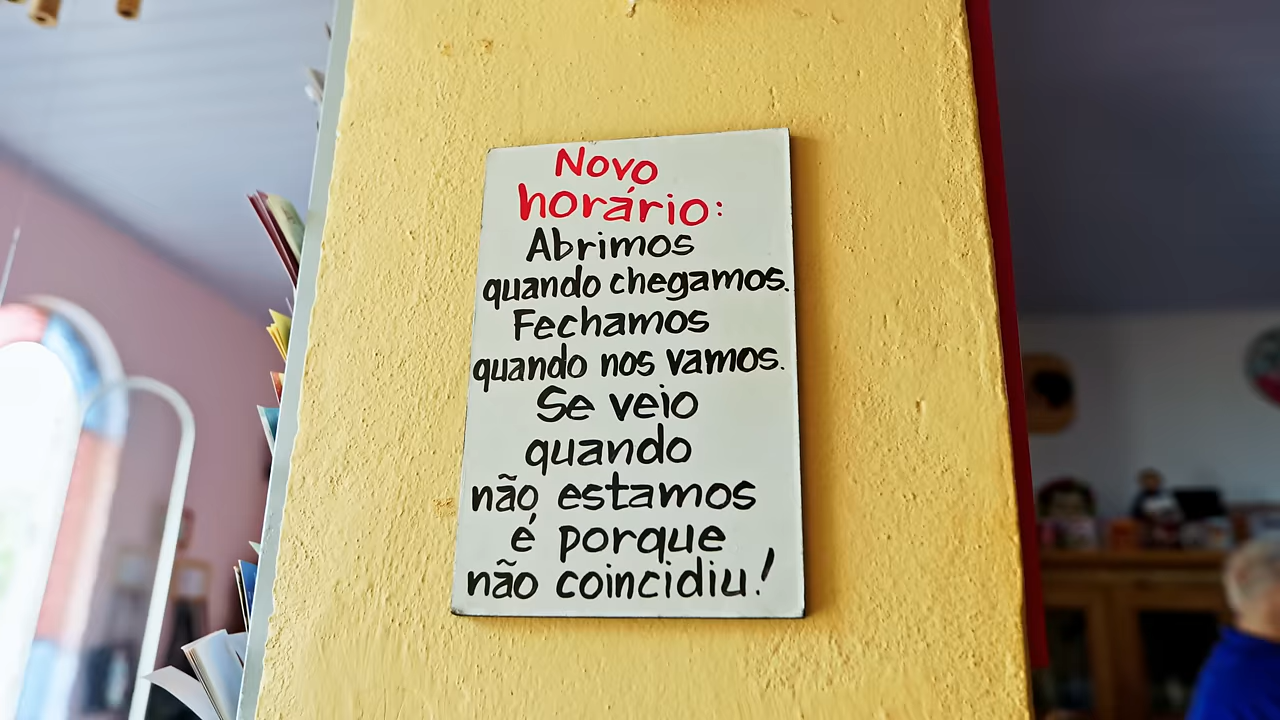 Novo
horário:
Abrimos
quando chegamos.
Fechamos
quando nos vamos.
Se veio
quando
não estamos
é porque
não coincidiu!